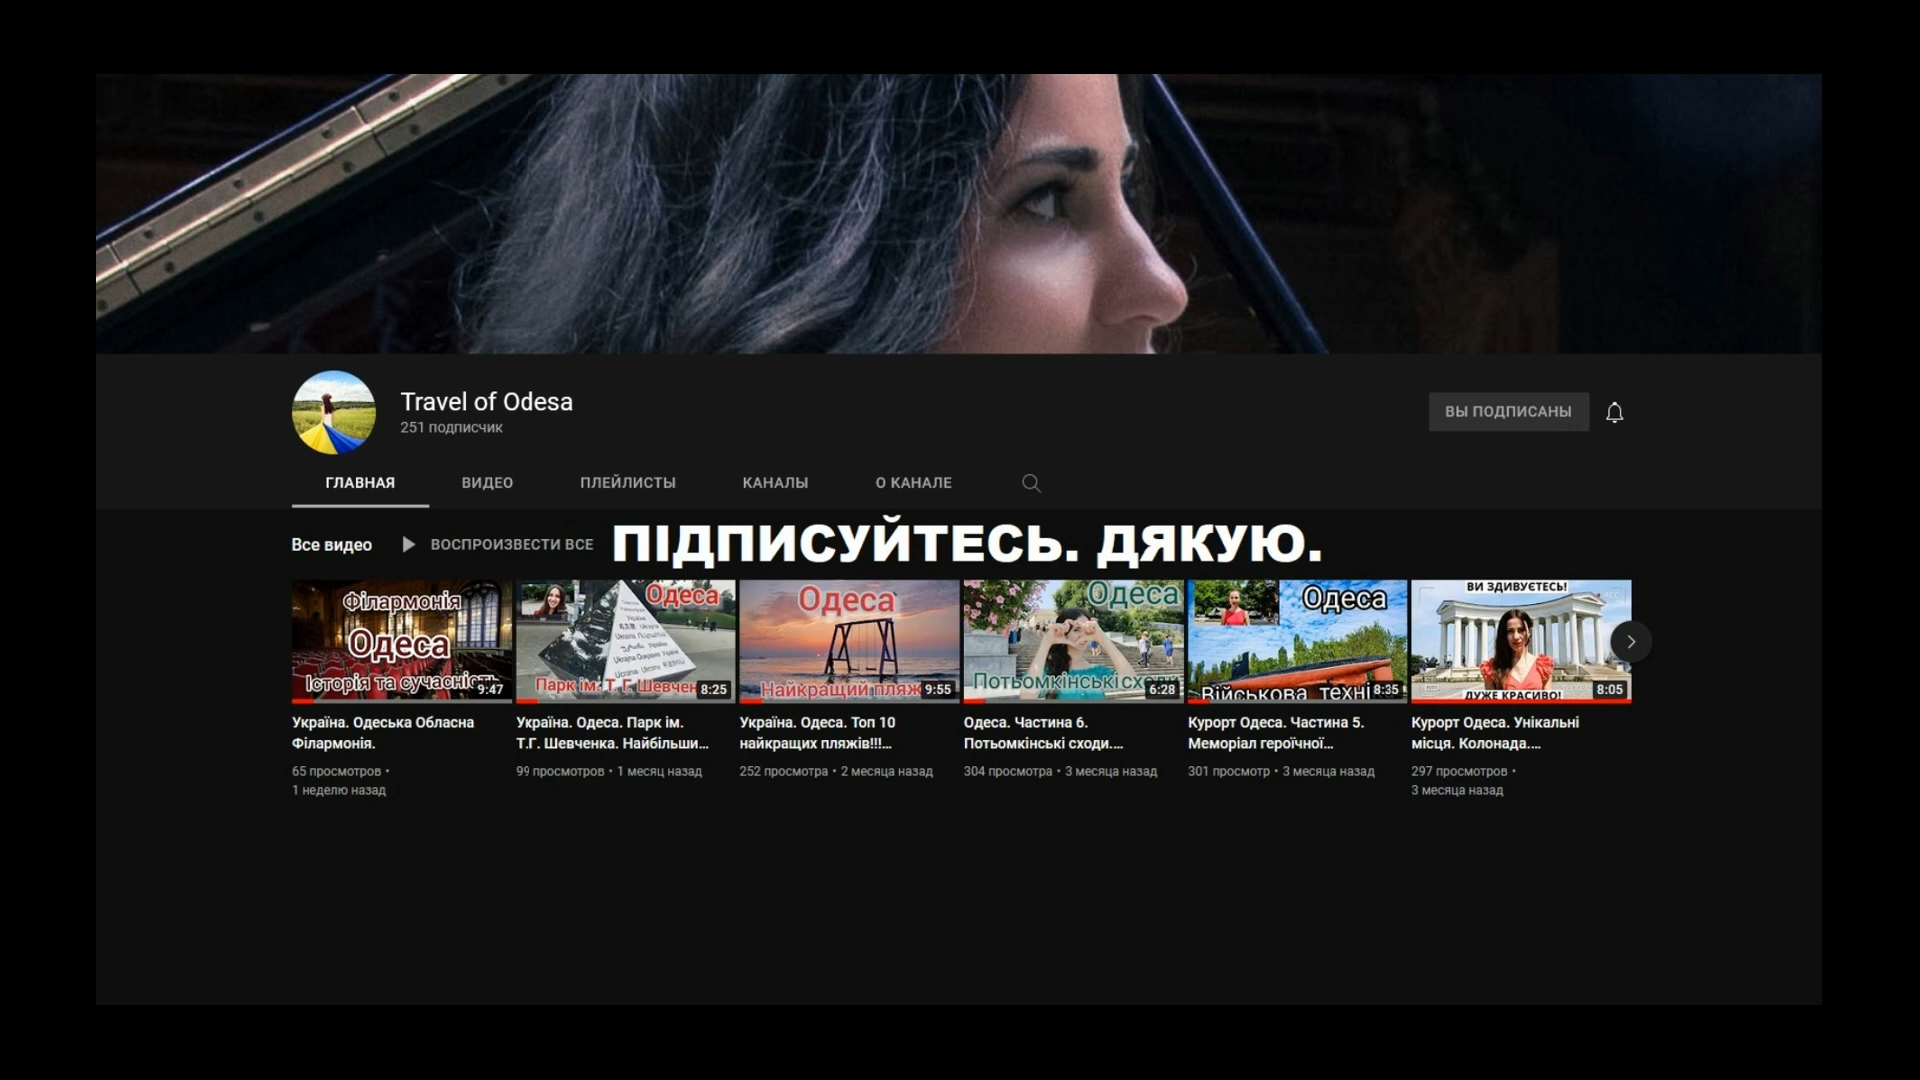 Travel of Odesa
251 подписчик
ВЫ ПОДПИСАНЫ
ГЛАВНАЯ ВИДЕО ПЛЕЙЛИСТЫ КАНАЛЫ О КАНАЛЕ
Все видео ВОСПРОИЗВЕСТИ ВСЕ ПІДПИСУЙТЕСЬ. ДЯКУЮ.
Філармонія
Одеса
Історія та сучасність
9:47
Україна. Одеська Обласна
Філармонія.
65 просмотров •
1 неделю назад
Одеса
Парк ім. Т. Г. Шевчен
8:25
Україна. Одеса. Парк ім.
Т.Г. Шевченка. Найбільши...
99 просмотров • 1 месяц назад
Одеса
Найкращий пляж
9:55
Україна. Одеса. Топ 10
найкращих пляжів!!!...
252 просмотра • 2 месяца назад
Одеса
Потьомкінські сх
6:28
Одеса. Частина 6.
Потьомкінські сходи....
304 просмотра • 3 месяца назад
Одеса
Військова техні
8:35
Курорт Одеса. Частина 5.
Меморіал героїчної...
301 просмотр • 3 месяца назад
ВИ ЗДИВУЄТЕСЬ!
REC
ДУЖЕ КРАСИВО!
8:05
Курорт Одеса. Унікальні
місця. Колонада....
297 просмотров •
3 месяца назад